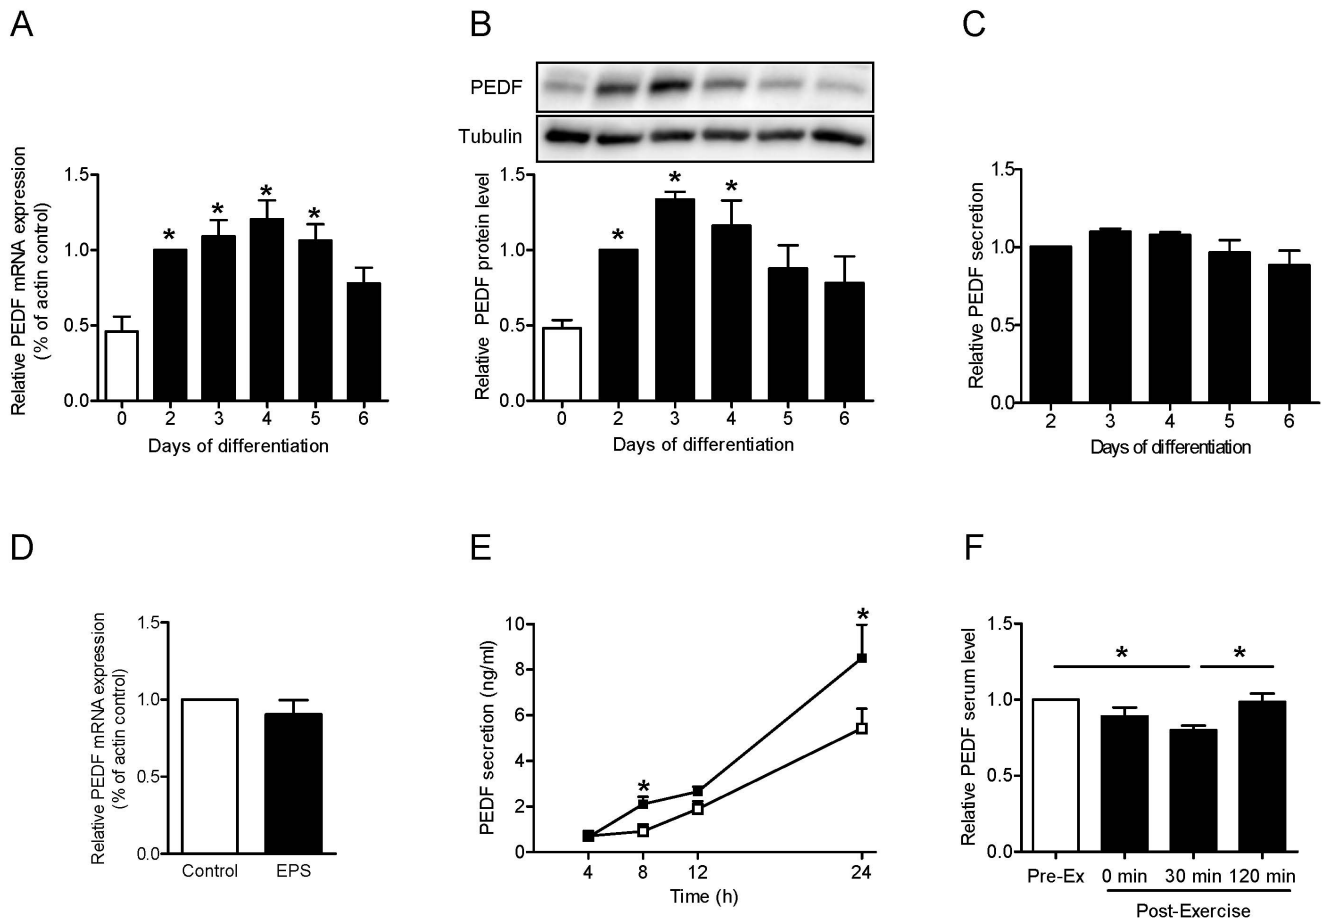 A
Relative PEDF mRNA expression
(% of actin control)
1.5
1.0
0.5
0.0
*
*
*
*
0 2 3 4 5 6
Days of differentiation
B
PEDF
Tubulin
Relative PEDF protein level
1.5
1.0
0.5
0.0
*
*
*
0 2 3 4 5 6
Days of differentiation
C
Relative PEDF secretion
1.5
1.0
0.5
0.0
2 3 4 5 6
Days of differentiation
D
Relative PEDF mRNA expression
(% of actin control)
1.5
1.0
0.5
0.0
Control EPS
E
PEDF secretion (ng/ml)
10
8
6
4
2
0
*
*
4 8 12 24
Time (h)
F
Relative PEDF serum level
1.5
1.0
0.5
0.0
* *
Pre-Ex 0 min 30 min 120 min
Post-Exercise